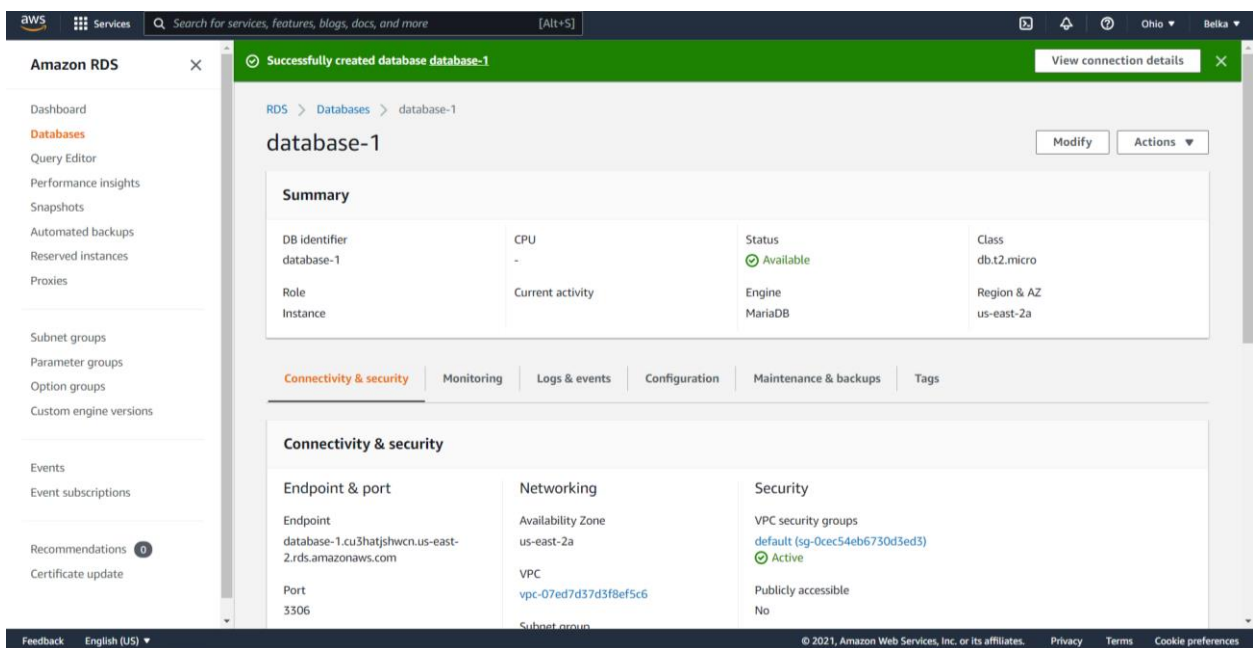 aws
Services
Search for services, features, blogs, docs, and more
[Alt+S]
Ohio ▼
Belka ▼
Amazon RDS
Dashboard
Databases
Query Editor
Performance insights
Snapshots
Automated backups
Reserved instances
Proxies
Subnet groups
Parameter groups
Option groups
Custom engine versions
Events
Event subscriptions
Recommendations 0
Certificate update
Successfully created database database-1
View connection details
RDS > Databases > database-1
database-1
Modify
Actions ▼
Summary
DB identifier
database-1
CPU
-
Status
Available
Class
db.t2.micro
Role
Instance
Current activity
Engine
MariaDB
Region & AZ
us-east-2a
Connectivity & security
Monitoring
Logs & events
Configuration
Maintenance & backups
Tags
Connectivity & security
Endpoint & port
Endpoint
database-1.cu3hatjshwcn.us-east-
2.rds.amazonaws.com
Port
3306
Networking
Availability Zone
us-east-2a
VPC
vpc-07ed7d37d3f8ef5c6
Subnet group
Security
VPC security groups
default (sg-0cec54eb6730d3ed3)
Active
Publicly accessible
No
Feedback
English (US) ▼
© 2021, Amazon Web Services, Inc. or its affiliates.
Privacy
Terms
Cookie preferences